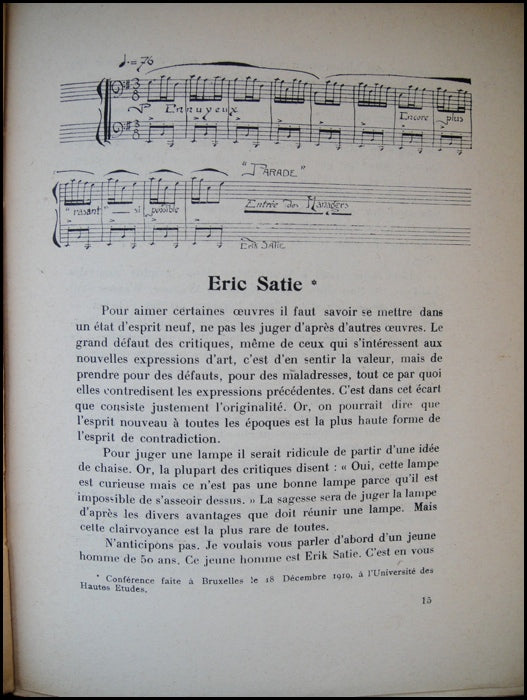 ♩. = 76
3
8
3
8
P Ennuyeux
Encore plus
"PARADE"
"rasant" — si possible
Entrée des Managers
ERIK SATIE
Eric Satie *
Pour aimer certaines œuvres il faut savoir se mettre dans
un état d'esprit neuf, ne pas les juger d'après d'autres œuvres. Le
grand défaut des critiques, même de ceux qui s'intéressent aux
nouvelles expressions d'art, c'est d'en sentir la valeur, mais de
prendre pour des défauts, pour des maladresses, tout ce par quoi
elles contredisent les expressions précédentes. C'est dans cet écart
que consiste justement l'originalité. Or, on pourrait dire que
l'esprit nouveau à toutes les époques est la plus haute forme de
l'esprit de contradiction.
Pour juger une lampe il serait ridicule de partir d'une idée
de chaise. Or, la plupart des critiques disent : « Oui, cette lampe
est curieuse mais ce n'est pas une bonne lampe parce qu'il est
impossible de s'asseoir dessus. » La sagesse sera de juger la lampe
d'après les divers avantages que doit réunir une lampe. Mais
cette clairvoyance est la plus rare de toutes.
N'anticipons pas. Je voulais vous parler d'abord d'un jeune
homme de 50 ans. Ce jeune homme est Erik Satie. C'est en vous
* Conférence faite à Bruxelles le 18 Décembre 1919, à l'Université des
Hautes Etudes.
15